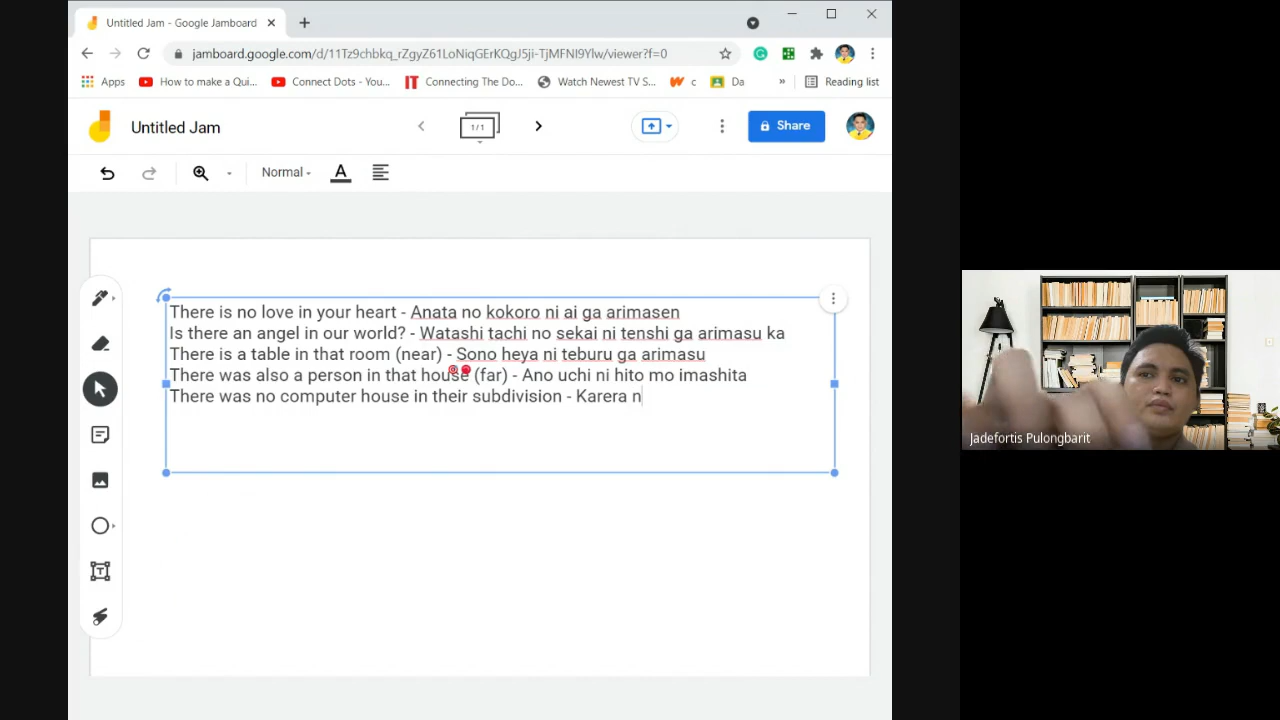 Untitled Jam - Google Jamboard
jamboard.google.com/d/11Tz9chbkq_rZgyZ61LoNiqGErKQgJ5ji-TjMFNI9Ylw/viewer?f=0
Apps How to make a Qui... Connect Dots - You... Connecting The Do... Watch Newest TV S... c Da » Reading list
Untitled Jam 1/1 Share
Normal A
There is no love in your heart - Anata no kokoro ni ai ga arimasen
Is there an angel in our world? - Watashi tachi no sekai ni tenshi ga arimasu ka
There is a table in that room (near) - Sono heya ni teburu ga arimasu
There was also a person in that house (far) - Ano uchi ni hito mo imashita
There was no computer house in their subdivision - Karera n
Jadefortis Pulongbarit